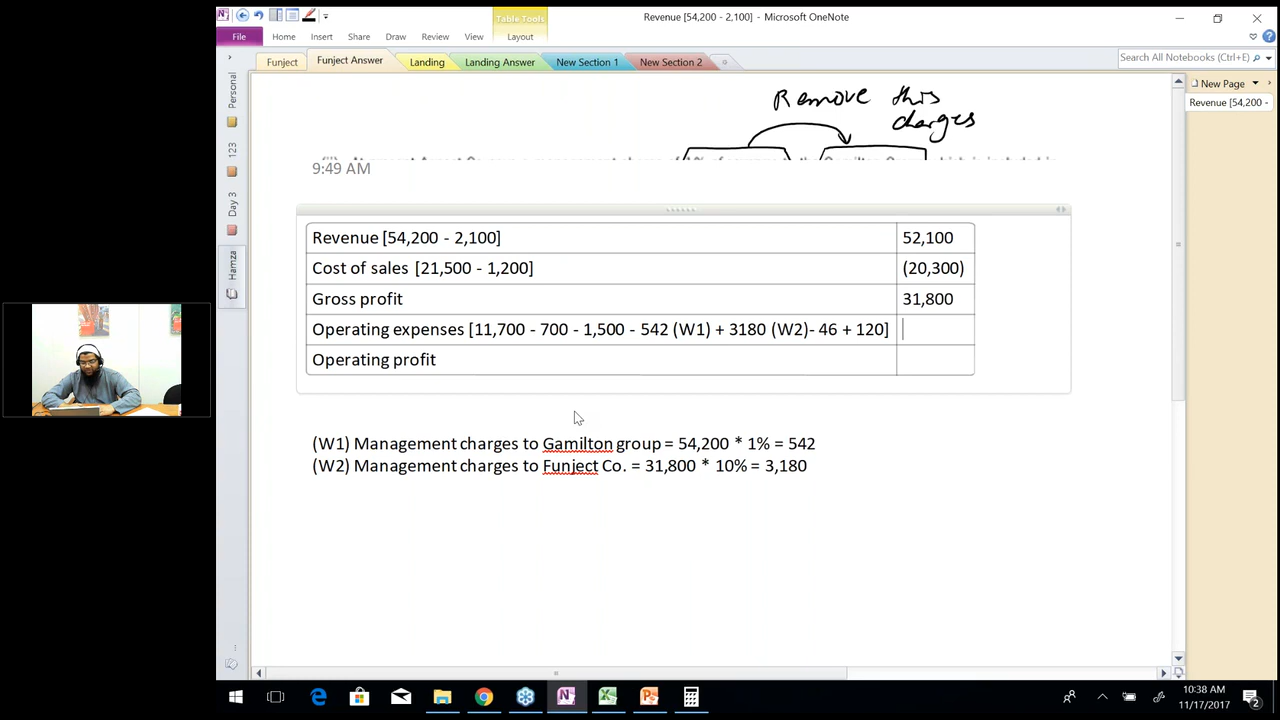 Table Tools
Revenue [54,200 - 2,100] - Microsoft OneNote
File Home Insert Share Draw Review View Layout
Funject Funject Answer Landing Landing Answer New Section 1 New Section 2
Search All Notebooks (Ctrl+E)
New Page
Revenue [54,200 -
Personal
123
Day 3
Hamza
Remove this
charges
9:49 AM
Revenue [54,200 - 2,100] 52,100
Cost of sales [21,500 - 1,200] (20,300)
Gross profit 31,800
Operating expenses [11,700 - 700 - 1,500 - 542 (W1) + 3180 (W2)- 46 + 120]
Operating profit
(W1) Management charges to Gamilton group = 54,200 * 1% = 542
(W2) Management charges to Funject Co. = 31,800 * 10% = 3,180
10:38 AM
11/17/2017
2